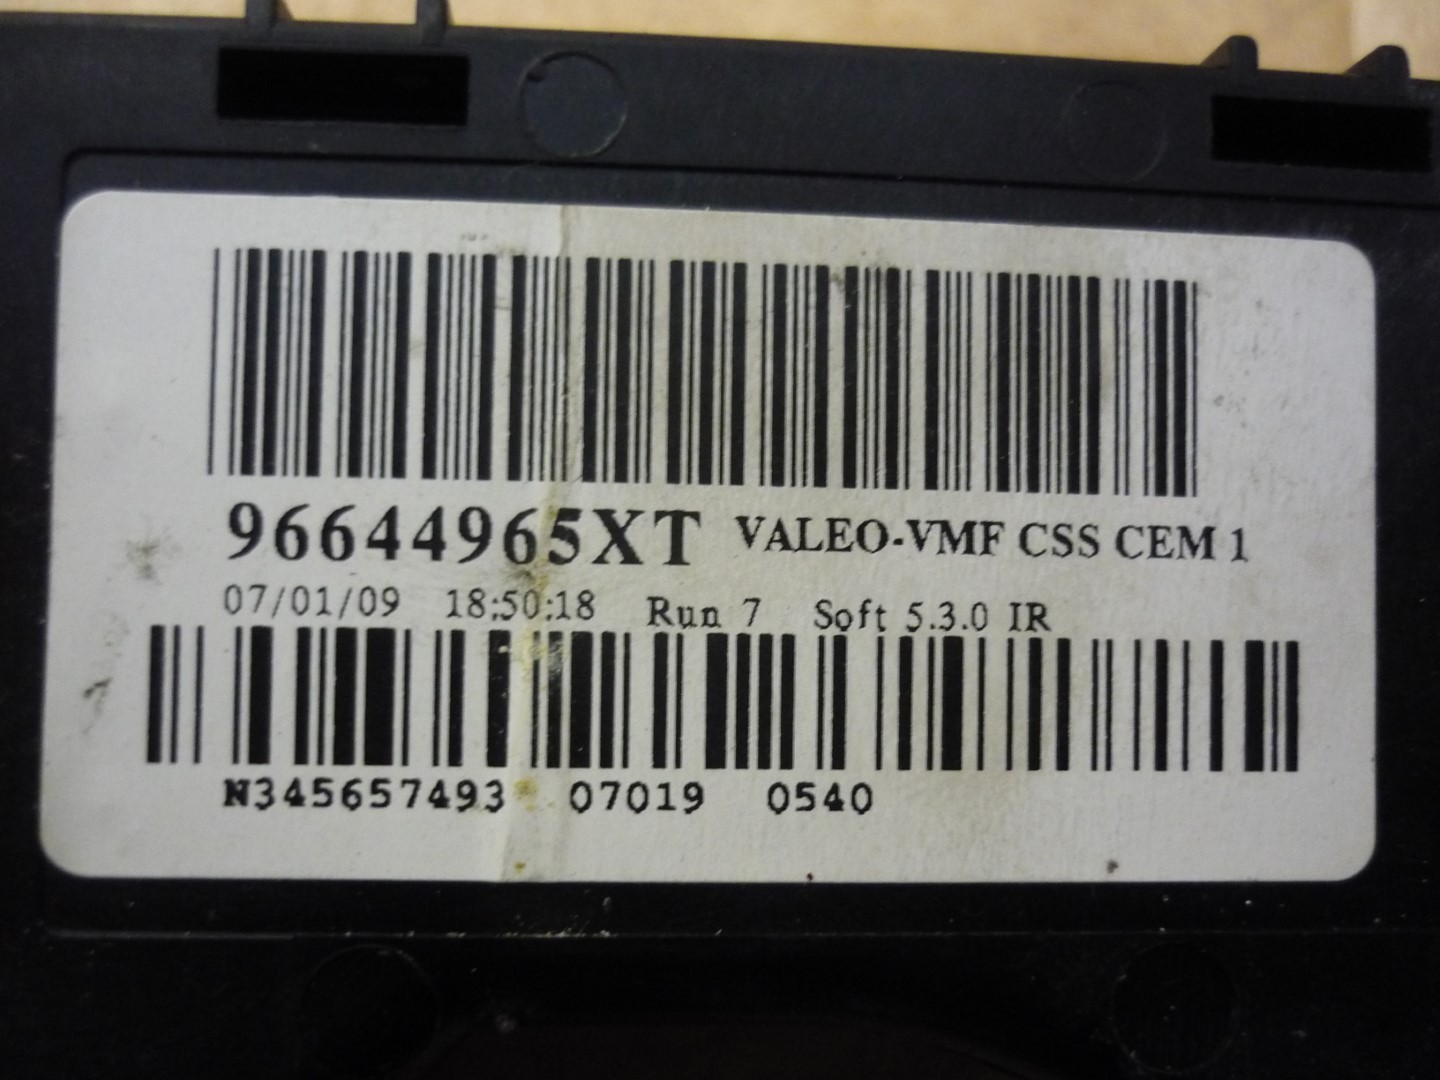 96644965XT VALEO-VMF CSS CEM 1
07/01/09 18:50:18 Run 7 Soft 5.3.0 IR
N345657493 07019 0540